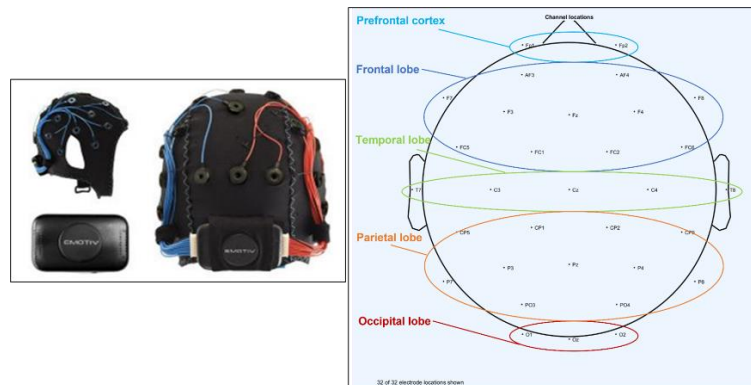 EMOTIV
EMOTIV
Channel locations
Prefrontal cortex
Fp1 Fp2
Frontal lobe
AF3 AF4
F7 F8
F3 Fz F4
FC5 FC1 FC2 FC6
Temporal lobe
T7 C3 Cz C4 T8
CP5 CP1 CP2 CP6
Parietal lobe
P7 P3 Pz P4 P8
PO3 PO4
Occipital lobe
O1 Oz O2
32 of 32 electrode locations shown